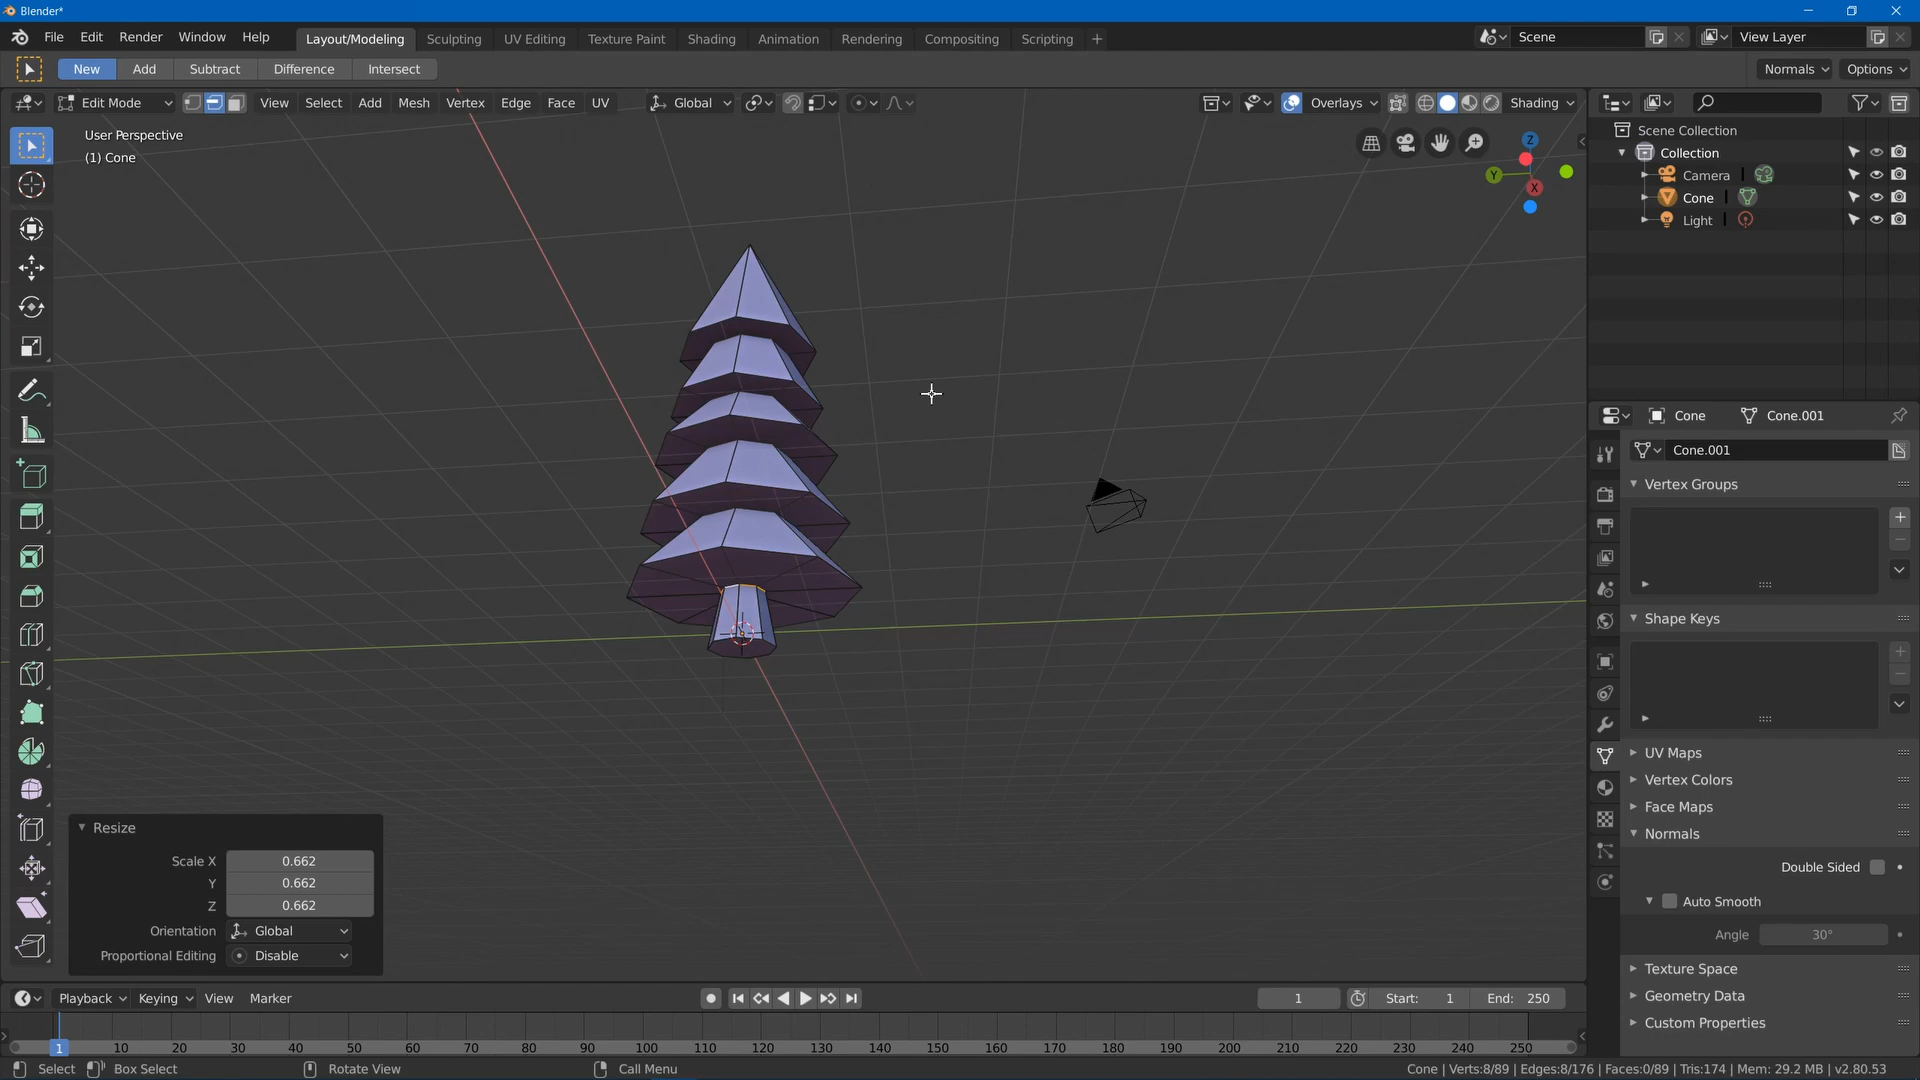 Blender*
File Edit Render Window Help Layout/Modeling Sculpting UV Editing Texture Paint Shading Animation Rendering Compositing Scripting + Scene View Layer
New Add Subtract Difference Intersect Normals Options
Edit Mode View Select Add Mesh Vertex Edge Face UV Global Overlays Shading
User Perspective
(1) Cone
Z
Y
X
Scene Collection
Collection
Camera
Cone
Light
Cone Cone.001
Cone.001
Vertex Groups
Shape Keys
UV Maps
Vertex Colors
Face Maps
Normals
Double Sided
Auto Smooth
Angle 30°
Texture Space
Geometry Data
Custom Properties
Resize
Scale X 0.662
Y 0.662
Z 0.662
Orientation Global
Proportional Editing Disable
Playback Keying View Marker 1 Start: 1 End: 250
1 10 20 30 40 50 60 70 80 90 100 110 120 130 140 150 160 170 180 190 200 210 220 230 240 250
Select Box Select Rotate View Call Menu Cone | Verts:8/89 | Edges:8/176 | Faces:0/89 | Tris:174 | Mem: 29.2 MB | v2.80.53